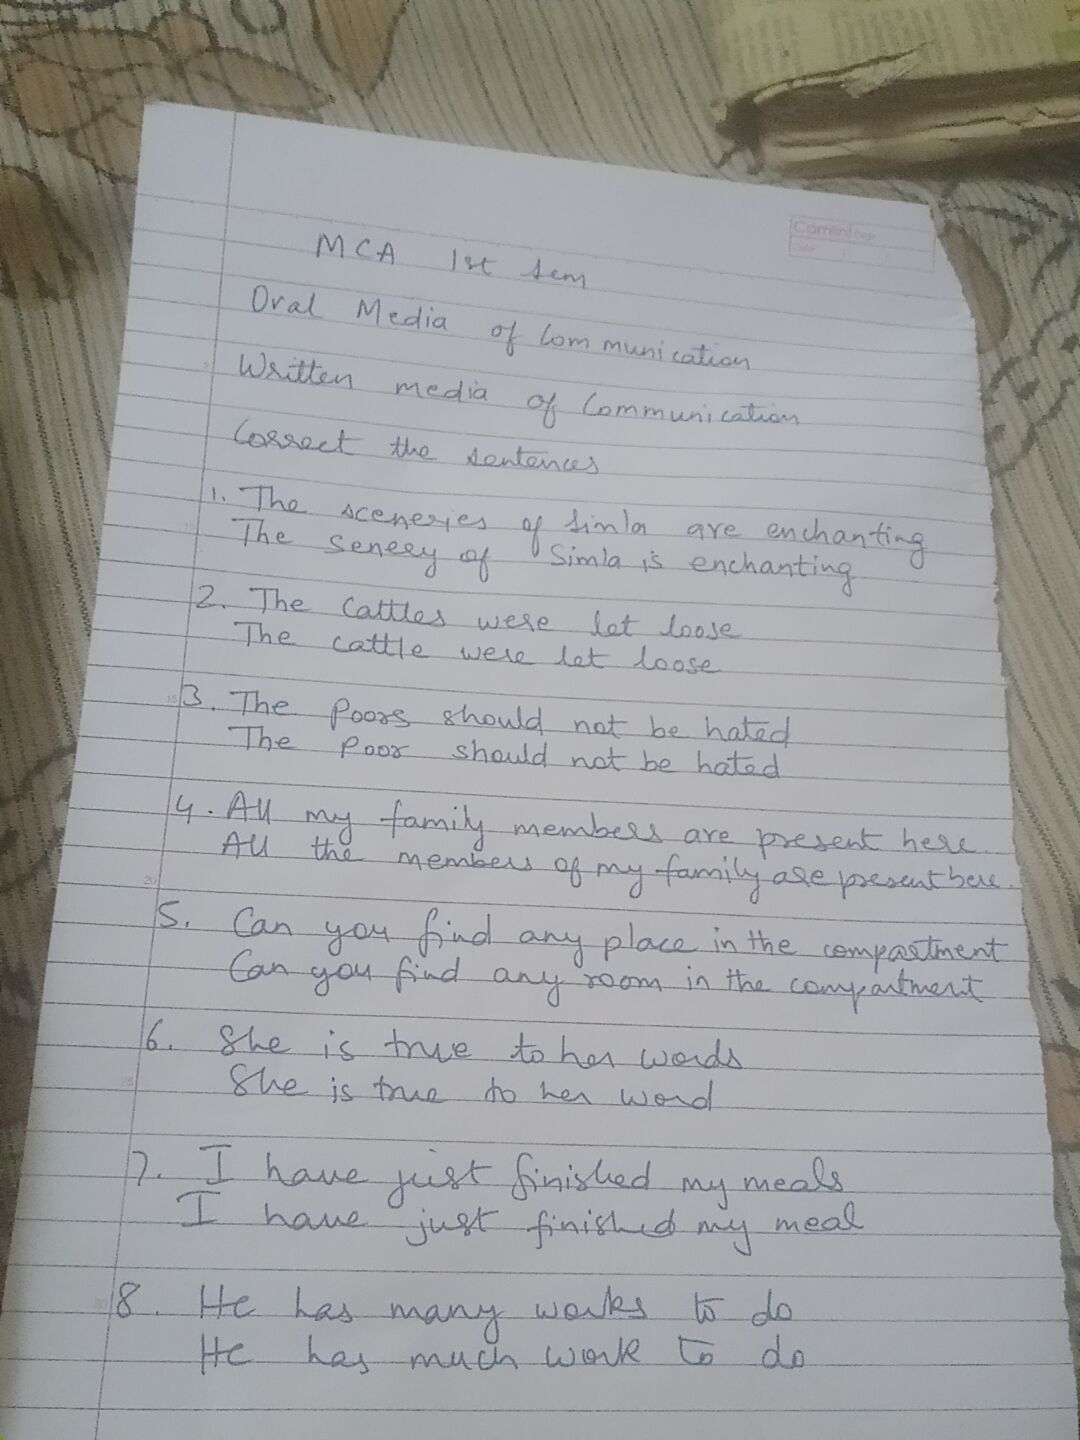 MCA 1st Sem
Oral Media of Communication
Written media of Communication
Correct the sentences
1. The sceneries of Simla are enchanting
The senery of Simla is enchanting
2. The Cattles were let loose
The cattle were let loose
3. The Poors should not be hated
The Poor should not be hated
4. All my family members are present here
All the members of my family are present here.
5. Can you find any place in the compartment
Can you find any room in the compartment
6. She is true to her words
She is true to her word
7. I have just finished my meals
I have just finished my meal
8. He has many works to do
He has much work to do